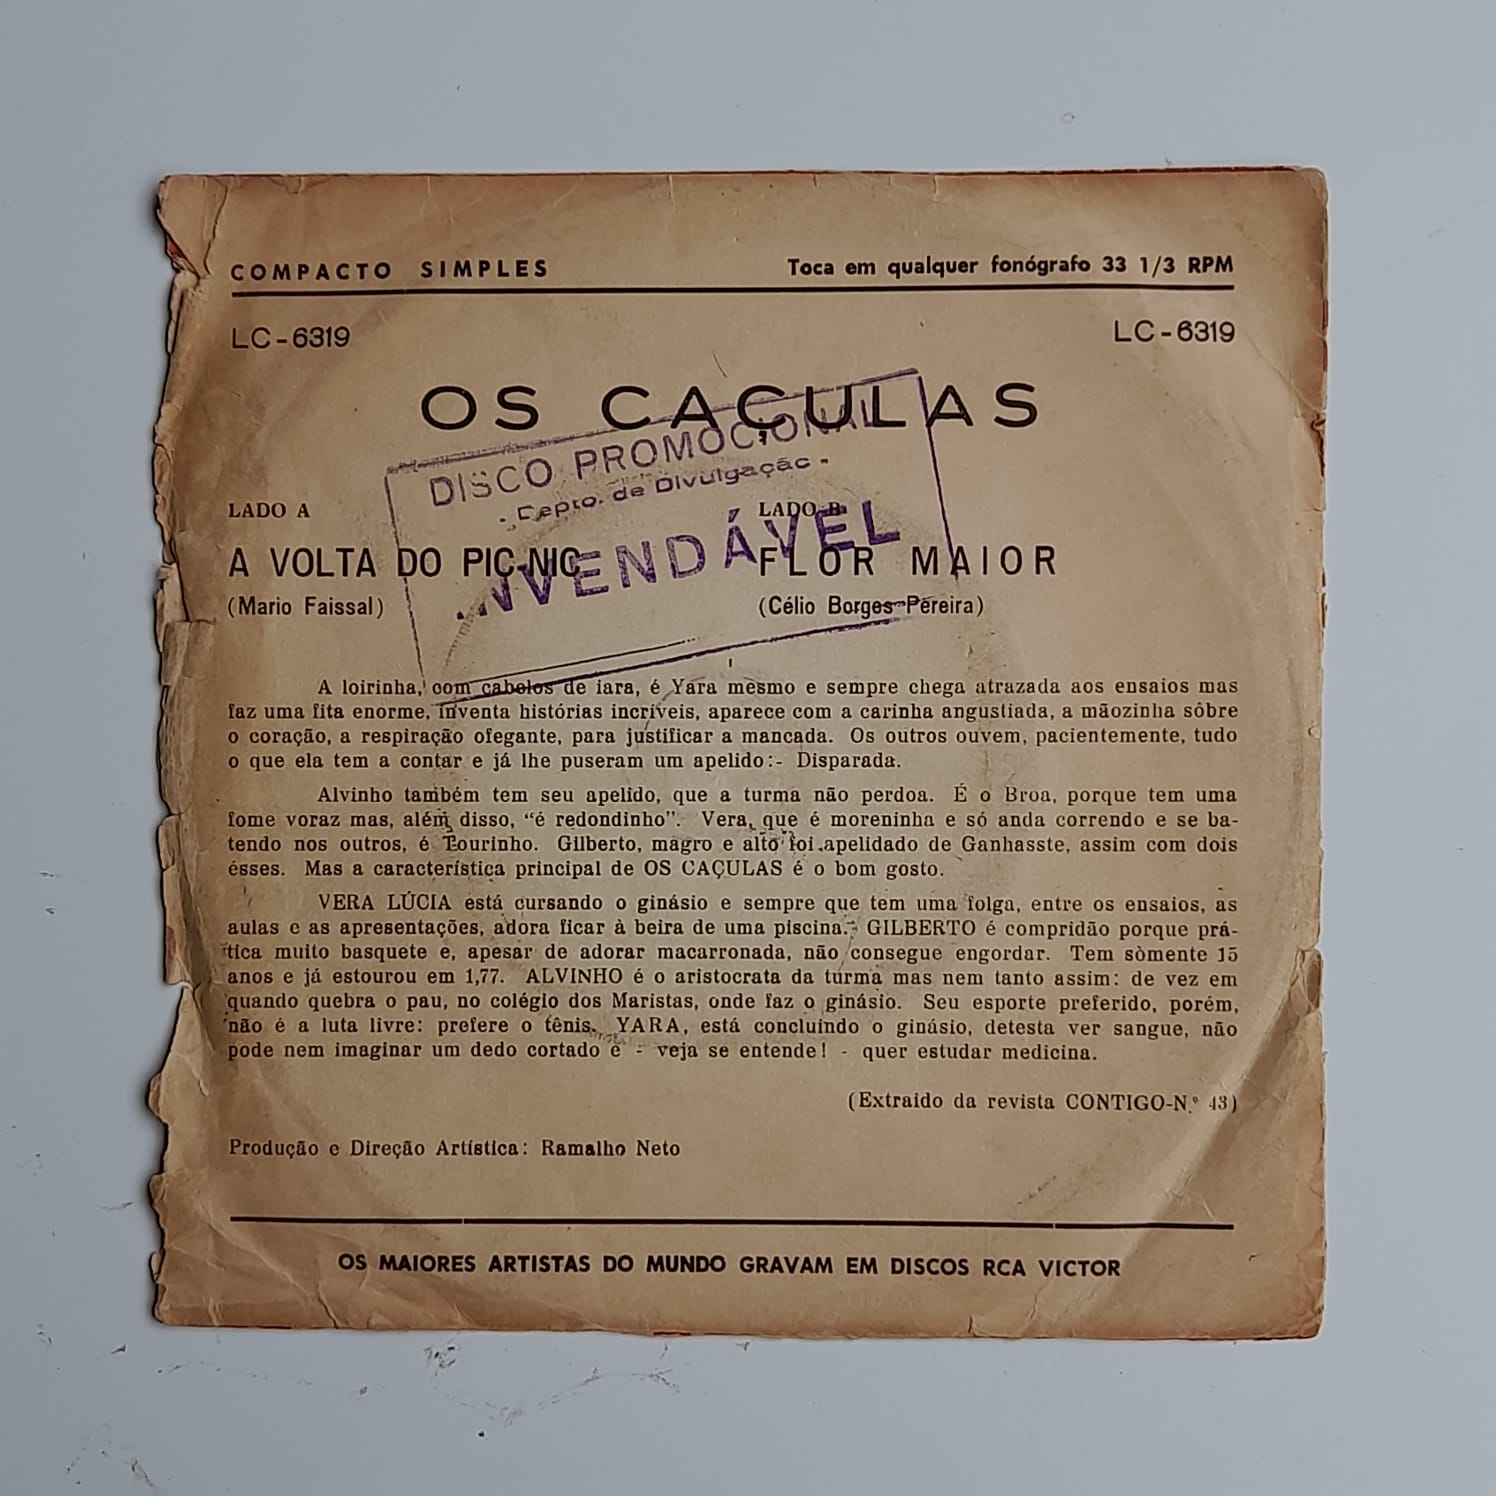 COMPACTO SIMPLES Toca em qualquer fonógrafo 33 1/3 RPM
LC-6319 LC-6319
OS CAÇULAS
DISCO PROMOCIONAL
- Depto. de Divulgação -
INVENDÁVEL
LADO A LADO B
A VOLTA DO PIC-NIC FLOR MAIOR
(Mario Faissal) (Célio Borges Pereira)
A loirinha, com cabelos de iara, é Yara mesmo e sempre chega atrazada aos ensaios mas
faz uma fita enorme, inventa histórias incríveis, aparece com a carinha angustiada, a mãozinha sôbre
o coração, a respiração ofegante, para justificar a mancada. Os outros ouvem, pacientemente, tudo
o que ela tem a contar e já lhe puseram um apelido:- Disparada.
Alvinho também tem seu apelido, que a turma não perdoa. É o Broa, porque tem uma
fome voraz mas, além disso, “é redondinho”. Vera, que é moreninha e só anda correndo e se ba-
tendo nos outros, é Tourinho. Gilberto, magro e alto foi apelidado de Ganhasste, assim com dois
ésses. Mas a característica principal de OS CAÇULAS é o bom gosto.
VERA LÚCIA está cursando o ginásio e sempre que tem uma folga, entre os ensaios, as
aulas e as apresentações, adora ficar à beira de uma piscina. - GILBERTO é compridão porque prá-
tica muito basquete e, apesar de adorar macarronada, não consegue engordar. Tem sòmente 15
anos e já estourou em 1,77. ALVINHO é o aristocrata da turma mas nem tanto assim: de vez em
quando quebra o pau, no colégio dos Maristas, onde faz o ginásio. Seu esporte preferido, porém,
não é a luta livre: prefere o tênis. YARA, está concluindo o ginásio, detesta ver sangue, não
pode nem imaginar um dedo cortado e - veja se entende! - quer estudar medicina.
(Extraido da revista CONTIGO-N.º 43)
Produção e Direção Artística: Ramalho Neto
OS MAIORES ARTISTAS DO MUNDO GRAVAM EM DISCOS RCA VICTOR